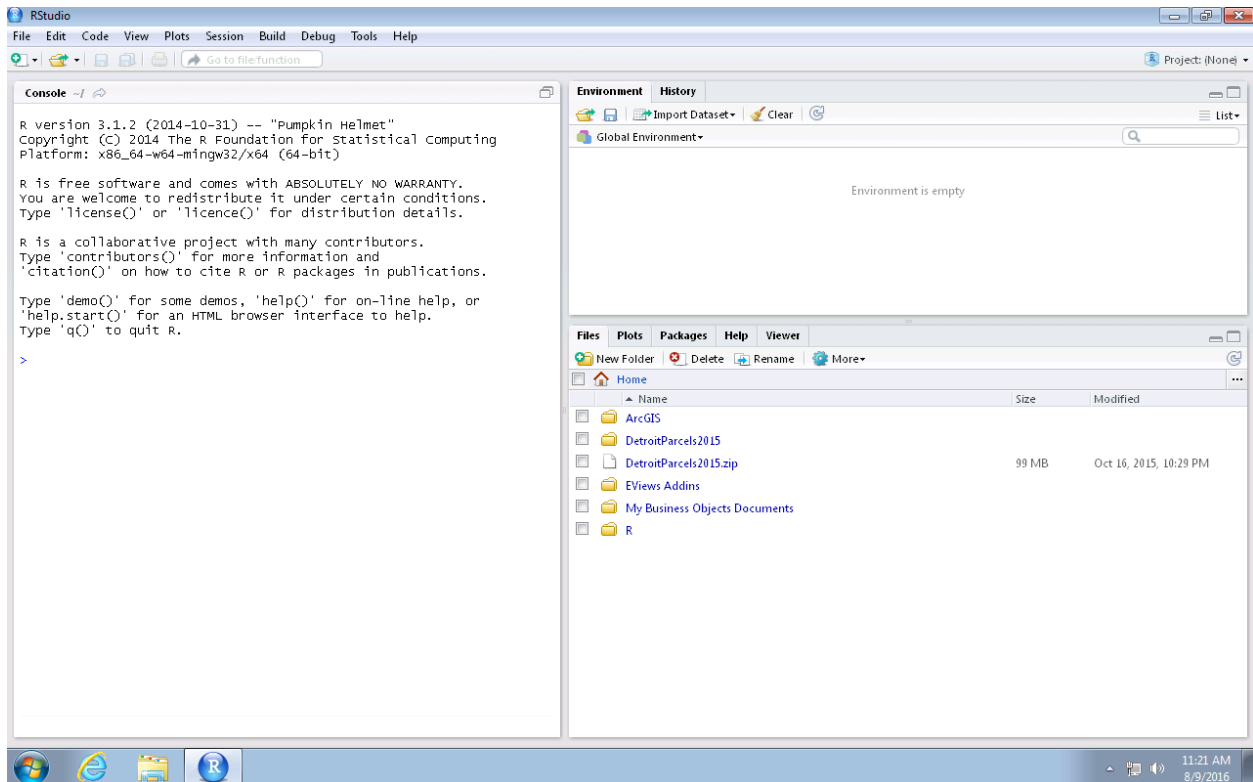 RStudio
File Edit Code View Plots Session Build Debug Tools Help
Go to file/function
Project: (None)
Console ~/
R version 3.1.2 (2014-10-31) -- "Pumpkin Helmet"
Copyright (C) 2014 The R Foundation for Statistical Computing
Platform: x86_64-w64-mingw32/x64 (64-bit)
R is free software and comes with ABSOLUTELY NO WARRANTY.
You are welcome to redistribute it under certain conditions.
Type 'license()' or 'licence()' for distribution details.
R is a collaborative project with many contributors.
Type 'contributors()' for more information and
'citation()' on how to cite R or R packages in publications.
Type 'demo()' for some demos, 'help()' for on-line help, or
'help.start()' for an HTML browser interface to help.
Type 'q()' to quit R.
>
Environment History
Import Dataset Clear List
Global Environment
Environment is empty
Files Plots Packages Help Viewer
New Folder Delete Rename More
Home ...
Name Size Modified
ArcGIS
DetroitParcels2015
DetroitParcels2015.zip 99 MB Oct 16, 2015, 10:29 PM
EViews Addins
My Business Objects Documents
R
R
11:21 AM
8/9/2016